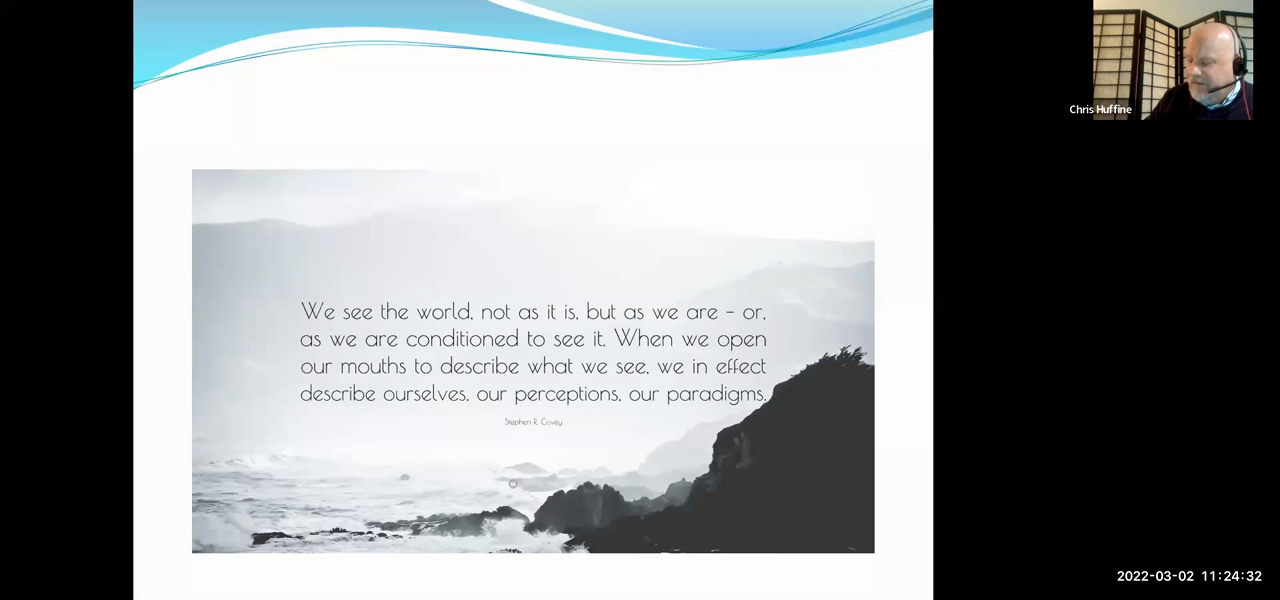 Chris Huffine
We see the world, not as it is, but as we are – or,
as we are conditioned to see it. When we open
our mouths to describe what we see, we in effect
describe ourselves, our perceptions, our paradigms.
Stephen R. Covey
2022-03-02 11:24:32